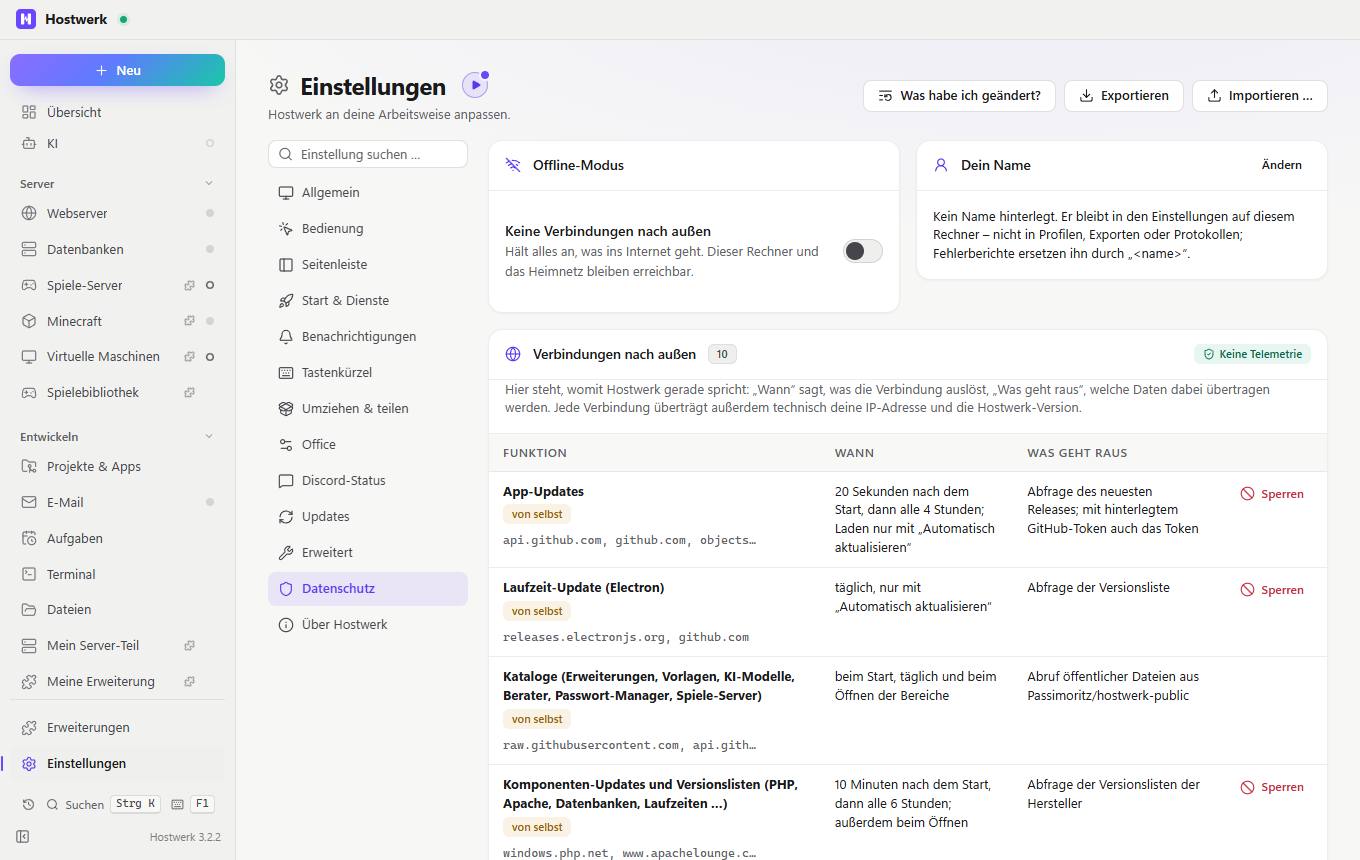 Hostwerk
Neu
Übersicht
KI
Server
Webserver
Datenbanken
Spiele-Server
Minecraft
Virtuelle Maschinen
Spielebibliothek
Entwickeln
Projekte & Apps
E-Mail
Aufgaben
Terminal
Dateien
Mein Server-Teil
Meine Erweiterung
Erweiterungen
Einstellungen
Suchen Strg K F1
Hostwerk 3.2.2
Einstellungen
Hostwerk an deine Arbeitsweise anpassen.
Was habe ich geändert?
Exportieren
Importieren ...
Einstellung suchen ...
Allgemein
Bedienung
Seitenleiste
Start & Dienste
Benachrichtigungen
Tastenkürzel
Umziehen & teilen
Office
Discord-Status
Updates
Erweitert
Datenschutz
Über Hostwerk
Offline-Modus
Keine Verbindungen nach außen
Hält alles an, was ins Internet geht. Dieser Rechner und
das Heimnetz bleiben erreichbar.
Dein Name
Ändern
Kein Name hinterlegt. Er bleibt in den Einstellungen auf diesem
Rechner – nicht in Profilen, Exporten oder Protokollen;
Fehlerberichte ersetzen ihn durch „<name>“.
Verbindungen nach außen 10
Keine Telemetrie
Hier steht, womit Hostwerk gerade spricht: „Wann“ sagt, was die Verbindung auslöst, „Was geht raus“, welche Daten dabei übertragen
werden. Jede Verbindung überträgt außerdem technisch deine IP-Adresse und die Hostwerk-Version.
FUNKTION WANN WAS GEHT RAUS
App-Updates
von selbst
api.github.com, github.com, objects…
20 Sekunden nach dem
Start, dann alle 4 Stunden;
Laden nur mit „Automatisch
aktualisieren“
Abfrage des neuesten
Releases; mit hinterlegtem
GitHub-Token auch das Token
Sperren
Laufzeit-Update (Electron)
von selbst
releases.electronjs.org, github.com
täglich, nur mit
„Automatisch aktualisieren“
Abfrage der Versionsliste
Sperren
Kataloge (Erweiterungen, Vorlagen, KI-Modelle,
Berater, Passwort-Manager, Spiele-Server)
von selbst
raw.githubusercontent.com, api.gith…
beim Start, täglich und beim
Öffnen der Bereiche
Abruf öffentlicher Dateien aus
Passimoritz/hostwerk-public
Komponenten-Updates und Versionslisten (PHP,
Apache, Datenbanken, Laufzeiten ...)
von selbst
windows.php.net, www.apachelounge.c…
10 Minuten nach dem Start,
dann alle 6 Stunden;
außerdem beim Öffnen
Abfrage der Versionslisten der
Hersteller
Sperren